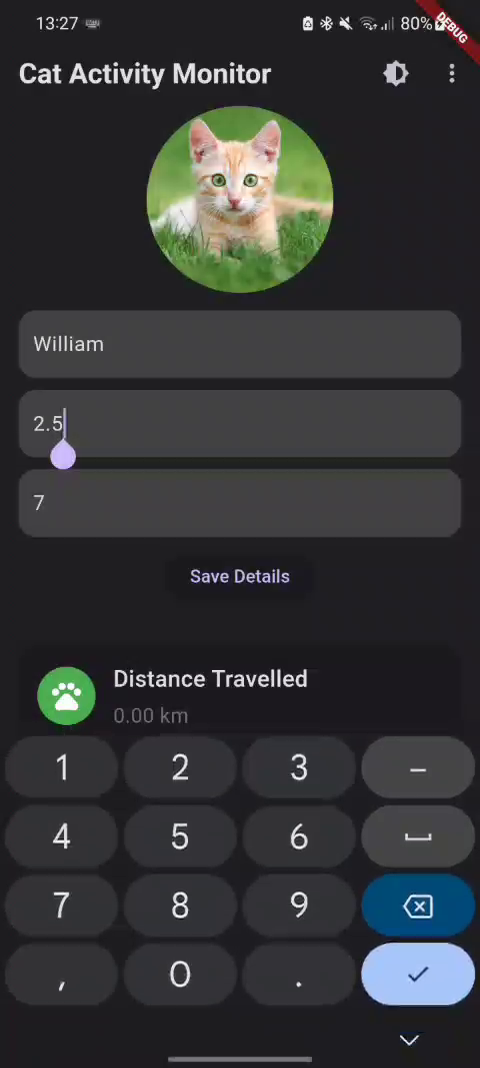 13:27
80%
DEBUG
Cat Activity Monitor
William
2.5
7
Save Details
Distance Travelled
0.00 km
1 2 3 –
4 5 6
7 8 9
, 0 .